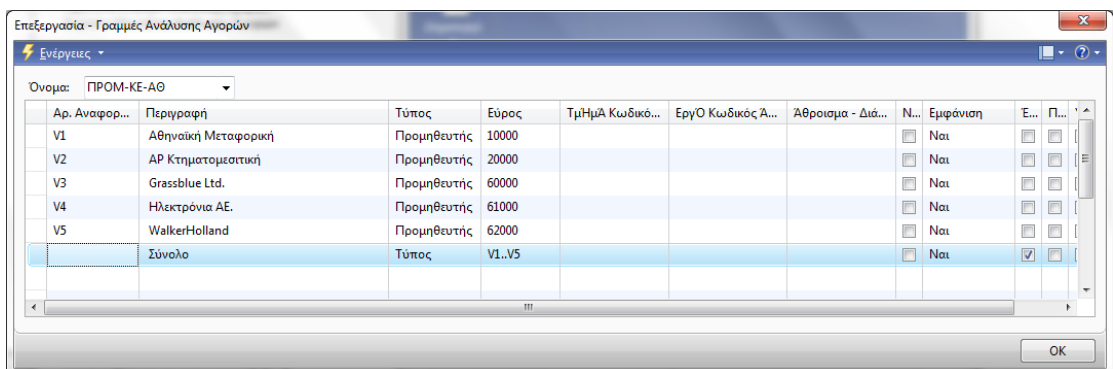 Επεξεργασία - Γραμμές Ανάλυσης Αγορών
Ενέργειες
Όνομα: ΠΡΟΜ-ΚΕ-ΑΘ
Αρ. Αναφορ... Περιγραφή Τύπος Εύρος ΤμΉμΆ Κωδικό... ΕργΌ Κωδικός Ά... Άθροισμα - Διά... Ν... Εμφάνιση Έ... Π...
V1 Αθηναϊκή Μεταφορική Προμηθευτής 10000 Ναι
V2 ΑΡ Κτηματομεσιτική Προμηθευτής 20000 Ναι
V3 Grassblue Ltd. Προμηθευτής 60000 Ναι
V4 Ηλεκτρόνια ΑΕ. Προμηθευτής 61000 Ναι
V5 WalkerHolland Προμηθευτής 62000 Ναι
Σύνολο Τύπος V1..V5 Ναι
OK